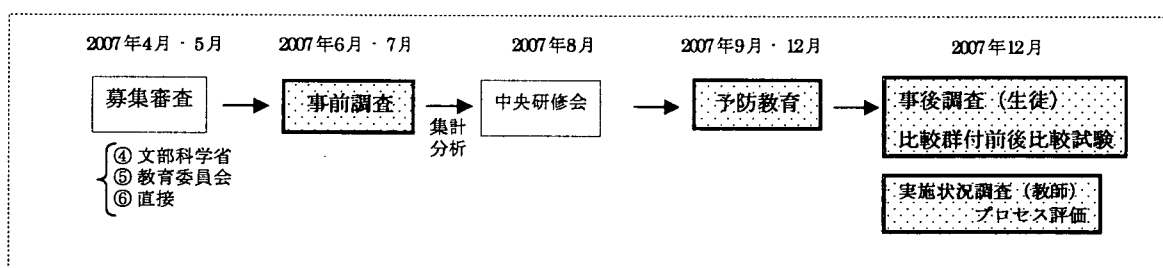 2007年4月・5月
2007年6月・7月
2007年8月
2007年9月・12月
2007年12月
募集審査
事前調査
集計
分析
中央研修会
予防教育
事後調査（生徒）
比較群付前後比較試験
④ 文部科学省
⑤ 教育委員会
⑥ 直接
実施状況調査（教師）
プロセス評価